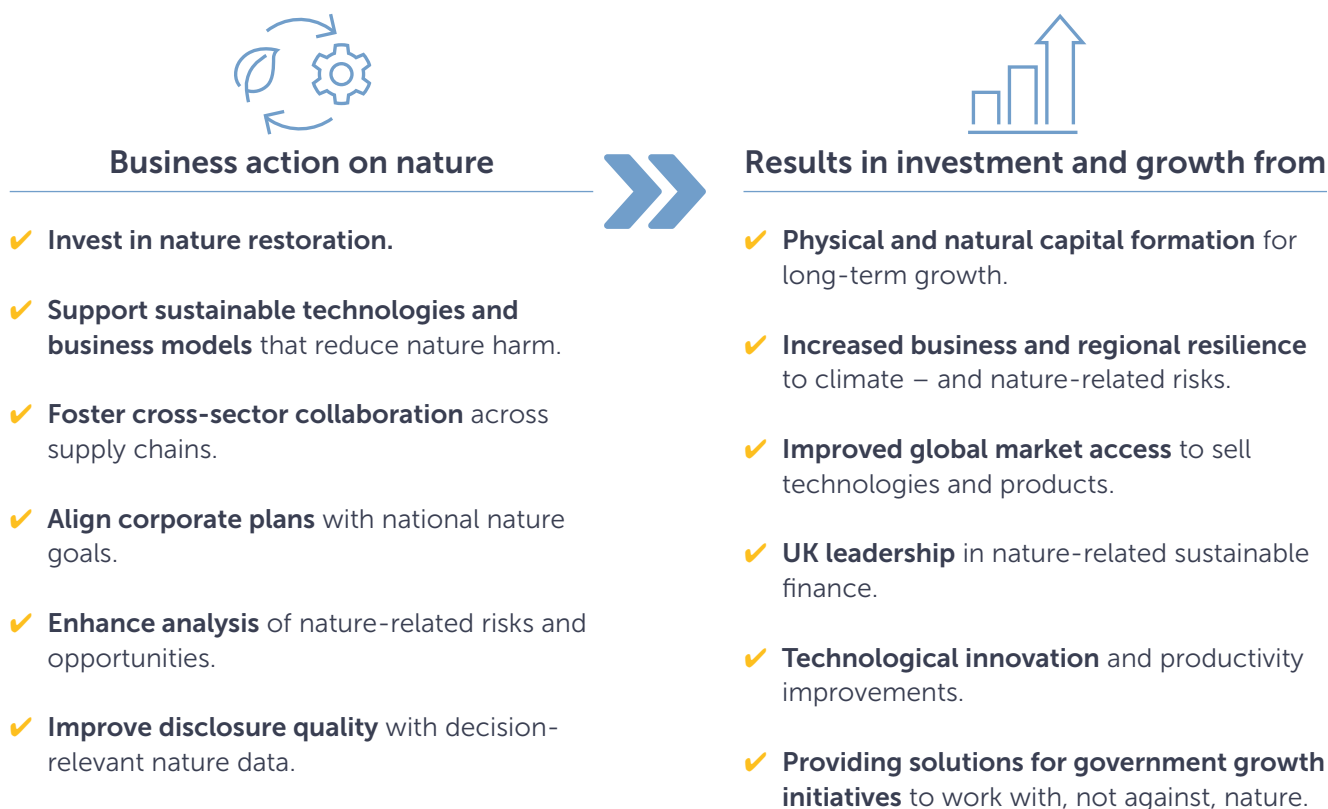 Business action on nature
✔ Invest in nature restoration.
✔ Support sustainable technologies and
business models that reduce nature harm.
✔ Foster cross-sector collaboration across
supply chains.
✔ Align corporate plans with national nature
goals.
✔ Enhance analysis of nature-related risks and
opportunities.
✔ Improve disclosure quality with decision-
relevant nature data.
Results in investment and growth from
✔ Physical and natural capital formation for
long-term growth.
✔ Increased business and regional resilience
to climate – and nature-related risks.
✔ Improved global market access to sell
technologies and products.
✔ UK leadership in nature-related sustainable
finance.
✔ Technological innovation and productivity
improvements.
✔ Providing solutions for government growth
initiatives to work with, not against, nature.